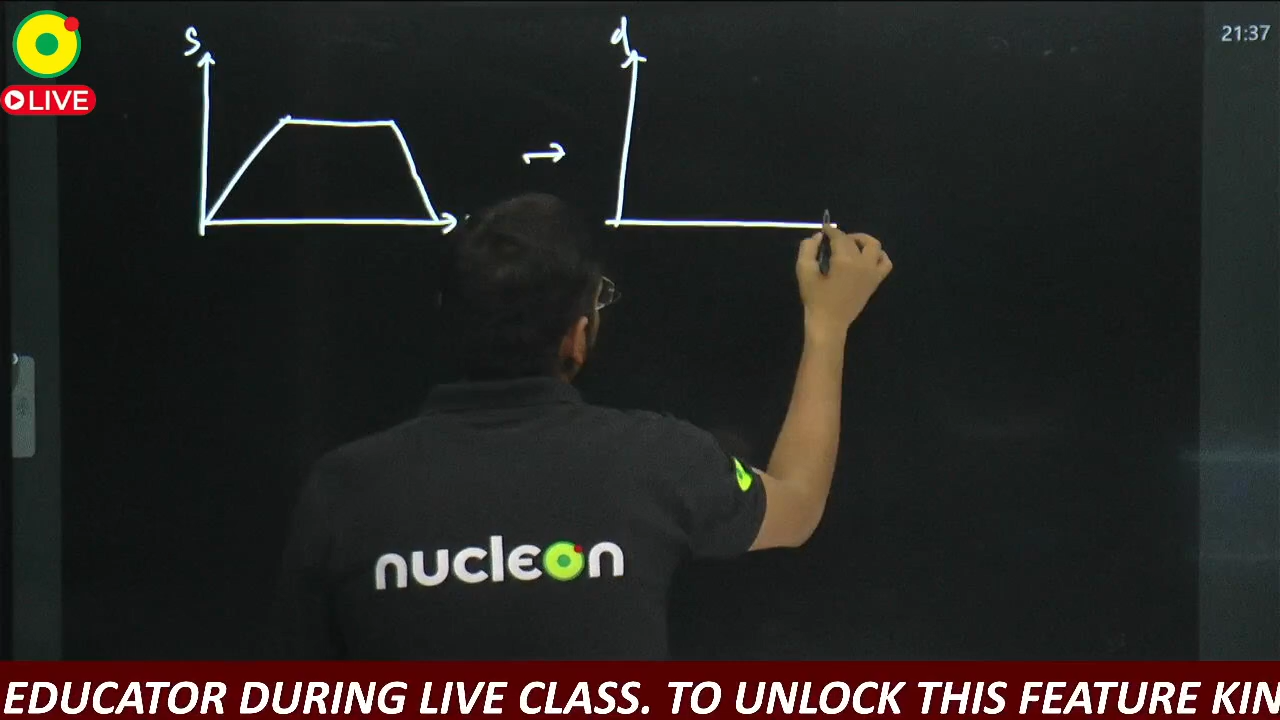 21:37
LIVE
s
d
nucleon
EDUCATOR DURING LIVE CLASS. TO UNLOCK THIS FEATURE KIN